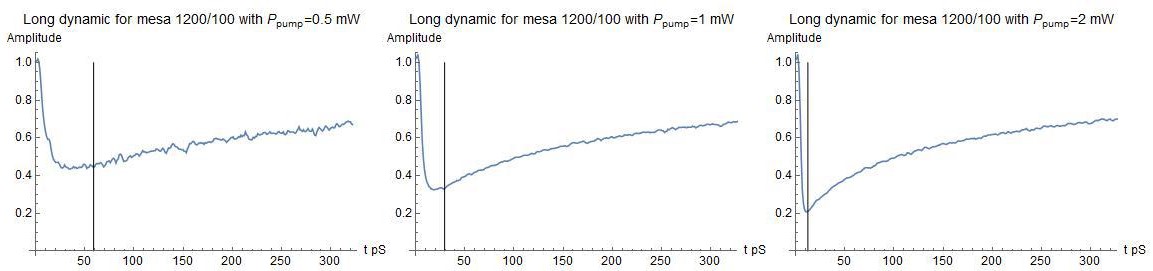 Long dynamic for mesa 1200/100 with Ppump=0.5 mW
Amplitude
1.0
0.8
0.6
0.4
0.2
50 100 150 200 250 300
t pS
Long dynamic for mesa 1200/100 with Ppump=1 mW
Amplitude
1.0
0.8
0.6
0.4
0.2
50 100 150 200 250 300
t pS
Long dynamic for mesa 1200/100 with Ppump=2 mW
Amplitude
1.0
0.8
0.6
0.4
0.2
50 100 150 200 250 300
t pS